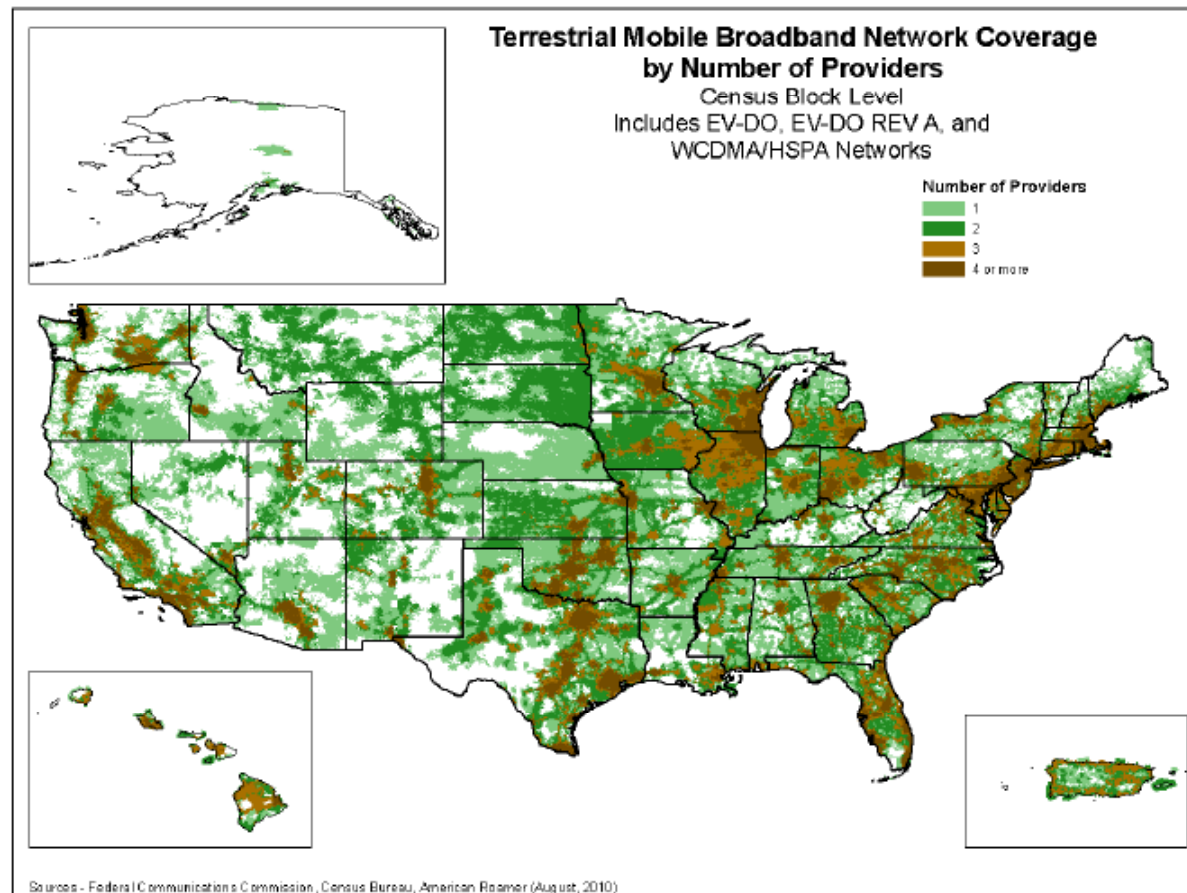 Terrestrial Mobile Broadband Network Coverage
by Number of Providers
Census Block Level
Includes EV-DO, EV-DO REV A, and
WCDMA/HSPA Networks
Number of Providers
1
2
3
4 or more
Sources - Federal Communications Commission, Census Bureau, American Roamer (August, 2010)